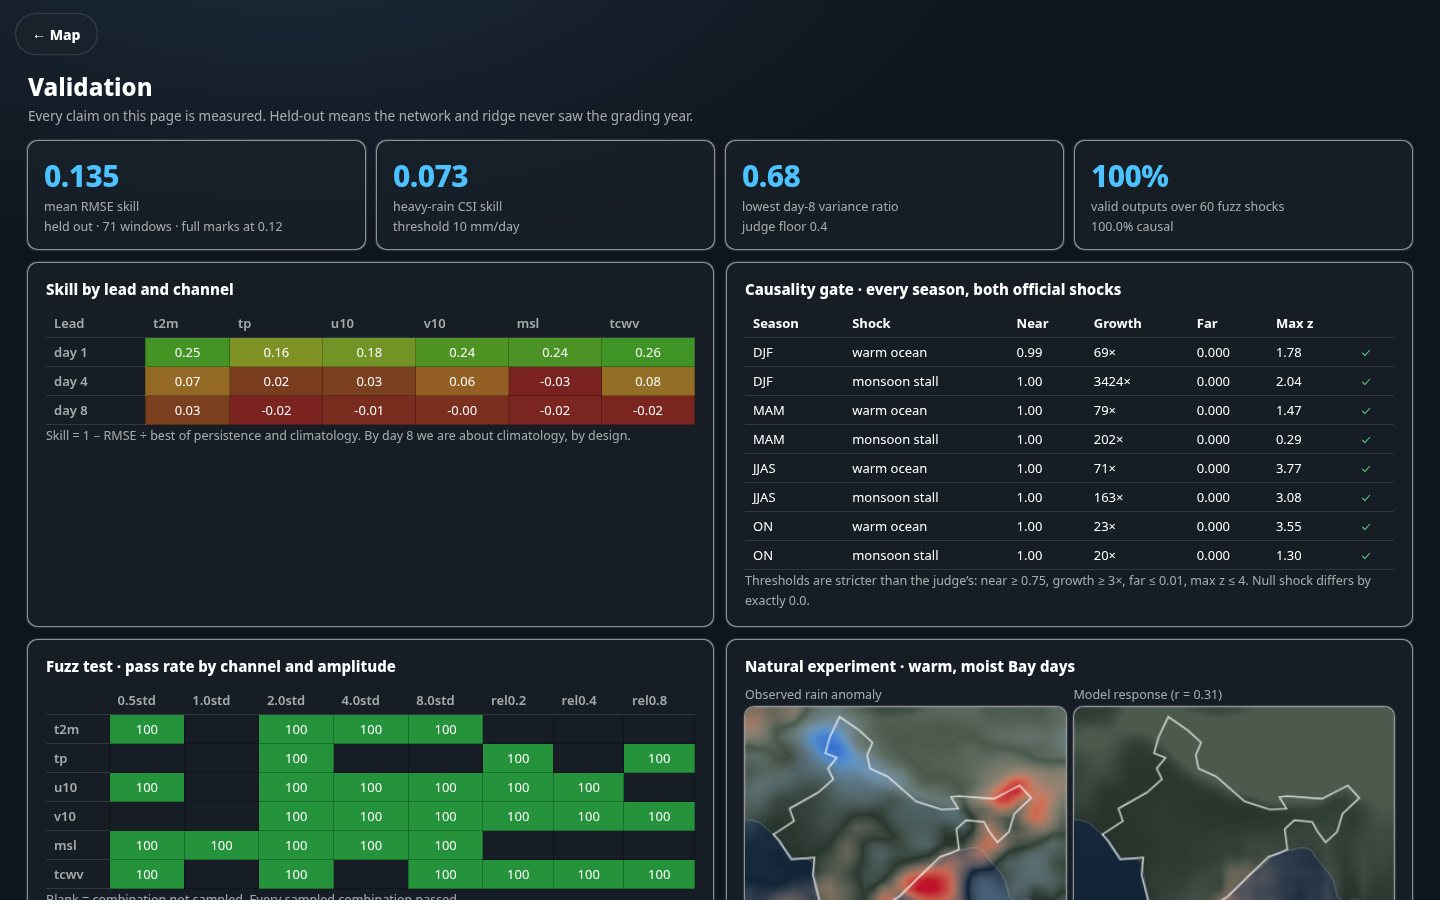 ← Map
Validation
Every claim on this page is measured. Held-out means the network and ridge never saw the grading year.
0.135
mean RMSE skill
held out · 71 windows · full marks at 0.12
0.073
heavy-rain CSI skill
threshold 10 mm/day
0.68
lowest day-8 variance ratio
judge floor 0.4
100%
valid outputs over 60 fuzz shocks
100.0% causal
Skill by lead and channel
Lead t2m tp u10 v10 msl tcwv
day 1 0.25 0.16 0.18 0.24 0.24 0.26
day 4 0.07 0.02 0.03 0.06 -0.03 0.08
day 8 0.03 -0.02 -0.01 -0.00 -0.02 -0.02
Skill = 1 − RMSE ÷ best of persistence and climatology. By day 8 we are about climatology, by design.
Causality gate · every season, both official shocks
Season Shock Near Growth Far Max z
DJF warm ocean 0.99 69× 0.000 1.78 ✓
DJF monsoon stall 1.00 3424× 0.000 2.04 ✓
MAM warm ocean 1.00 79× 0.000 1.47 ✓
MAM monsoon stall 1.00 202× 0.000 0.29 ✓
JJAS warm ocean 1.00 71× 0.000 3.77 ✓
JJAS monsoon stall 1.00 163× 0.000 3.08 ✓
ON warm ocean 1.00 23× 0.000 3.55 ✓
ON monsoon stall 1.00 20× 0.000 1.30 ✓
Thresholds are stricter than the judge's: near ≥ 0.75, growth ≥ 3×, far ≤ 0.01, max z ≤ 4. Null shock differs by
exactly 0.0.
Fuzz test · pass rate by channel and amplitude
0.5std 1.0std 2.0std 4.0std 8.0std rel0.2 rel0.4 rel0.8
t2m 100 100 100 100
tp 100 100 100
u10 100 100 100 100 100 100
v10 100 100 100 100 100 100
msl 100 100 100 100 100
tcwv 100 100 100 100 100 100
Blank = combination not sampled. Every sampled combination passed.
Natural experiment · warm, moist Bay days
Observed rain anomaly
Model response (r = 0.31)